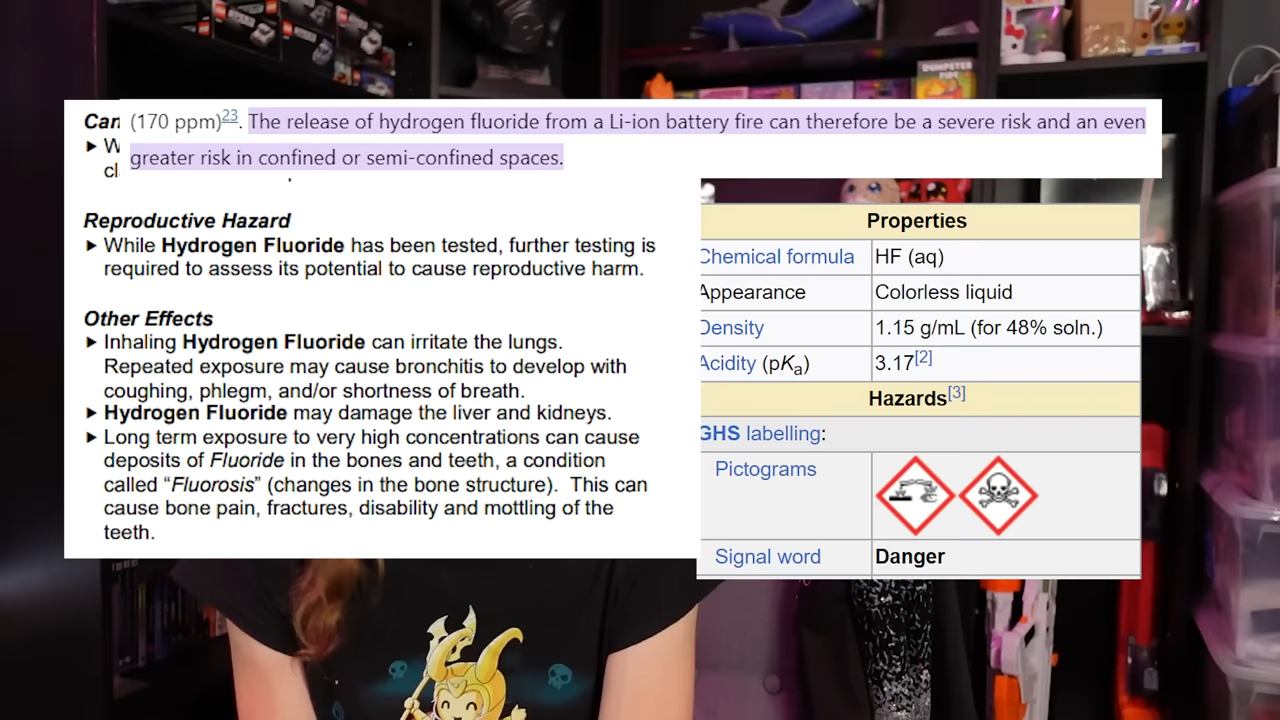 DUMPSTER
FIRE
Can
(170 ppm)23. The release of hydrogen fluoride from a Li-ion battery fire can therefore be a severe risk and an even
greater risk in confined or semi-confined spaces.
Reproductive Hazard
► While Hydrogen Fluoride has been tested, further testing is
required to assess its potential to cause reproductive harm.
Other Effects
► Inhaling Hydrogen Fluoride can irritate the lungs.
Repeated exposure may cause bronchitis to develop with
coughing, phlegm, and/or shortness of breath.
► Hydrogen Fluoride may damage the liver and kidneys.
► Long term exposure to very high concentrations can cause
deposits of Fluoride in the bones and teeth, a condition
called “Fluorosis” (changes in the bone structure). This can
cause bone pain, fractures, disability and mottling of the
teeth.
Properties
Chemical formula HF (aq)
Appearance Colorless liquid
Density 1.15 g/mL (for 48% soln.)
Acidity (pKa) 3.17[2]
Hazards[3]
GHS labelling:
Pictograms
Signal word Danger